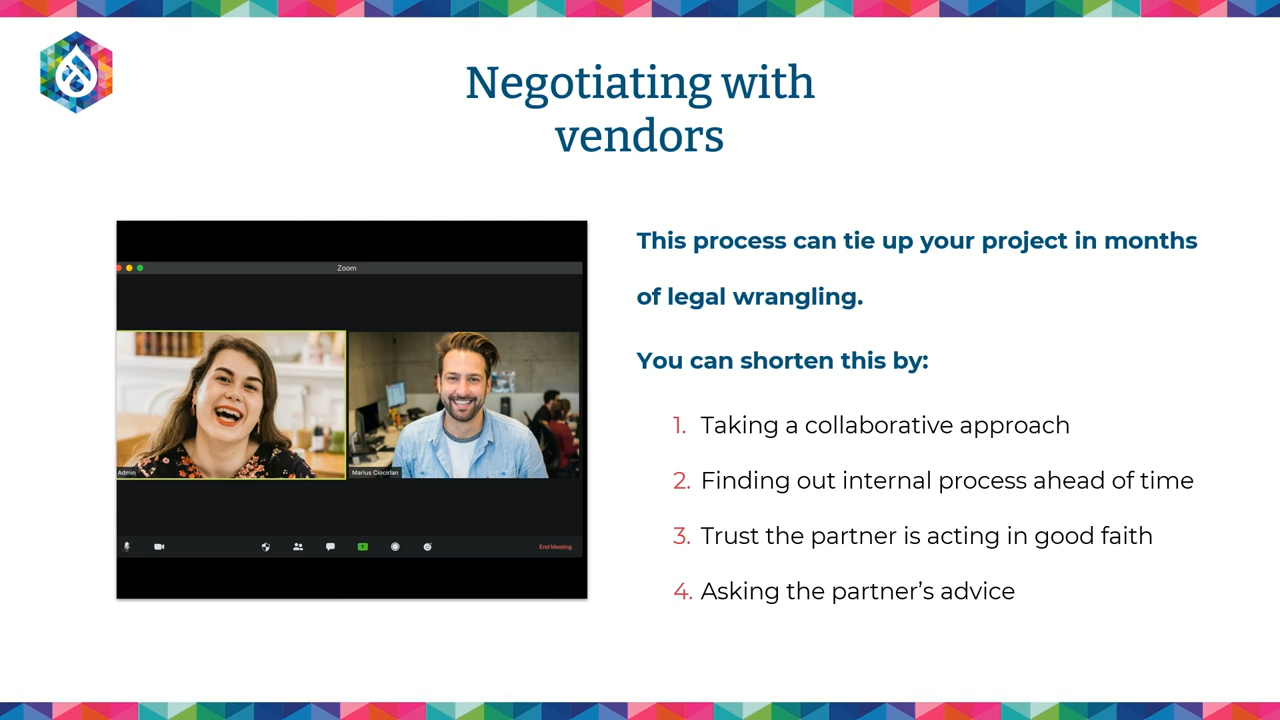 Negotiating with
vendors
This process can tie up your project in months
of legal wrangling.
You can shorten this by:
1. Taking a collaborative approach
2. Finding out internal process ahead of time
3. Trust the partner is acting in good faith
4. Asking the partner’s advice
Zoom
Admin
Marius Ciocirlan
End Meeting